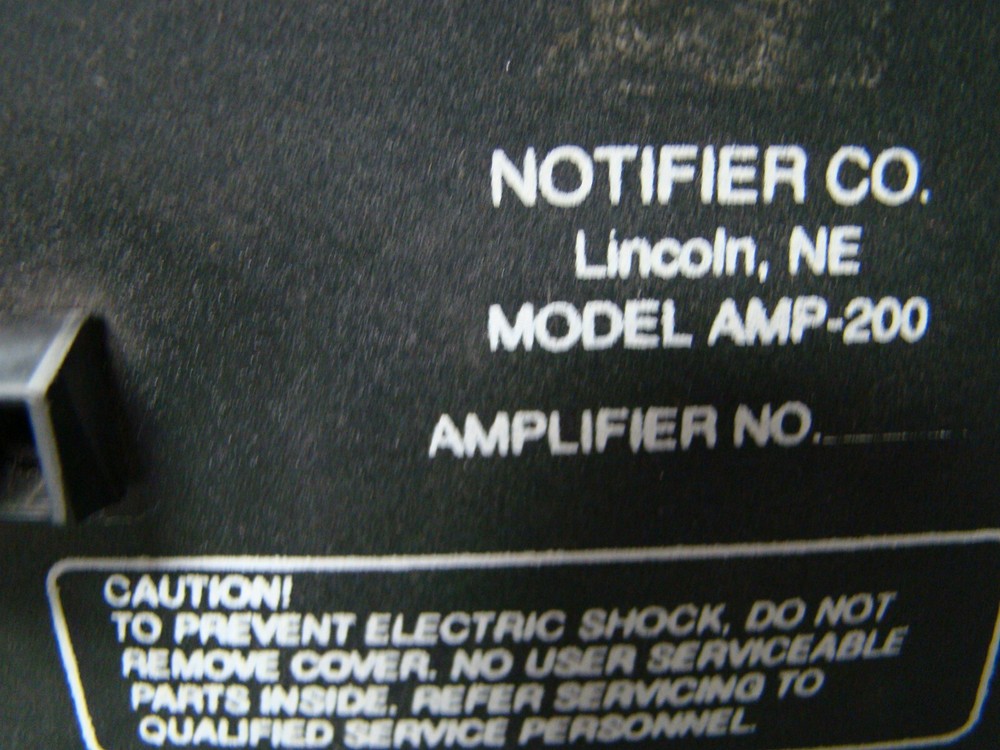 NOTIFIER CO.
Lincoln, NE
MODEL AMP-200
AMPLIFIER NO.
CAUTION!
TO PREVENT ELECTRIC SHOCK, DO NOT
REMOVE COVER. NO USER SERVICEABLE
PARTS INSIDE. REFER SERVICING TO
QUALIFIED SERVICE PERSONNEL.